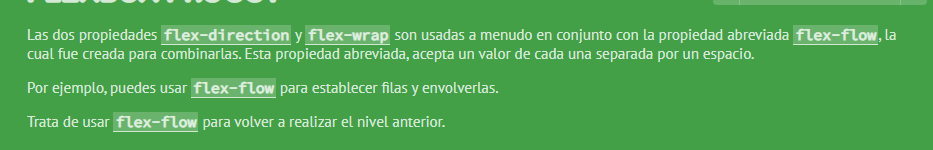 Las dos propiedades flex-direction y flex-wrap son usadas a menudo en conjunto con la propiedad abreviada flex-flow, la
cual fue creada para combinarlas. Esta propiedad abreviada, acepta un valor de cada una separada por un espacio.
Por ejemplo, puedes usar flex-flow para establecer filas y envolverlas.
Trata de usar flex-flow para volver a realizar el nivel anterior.